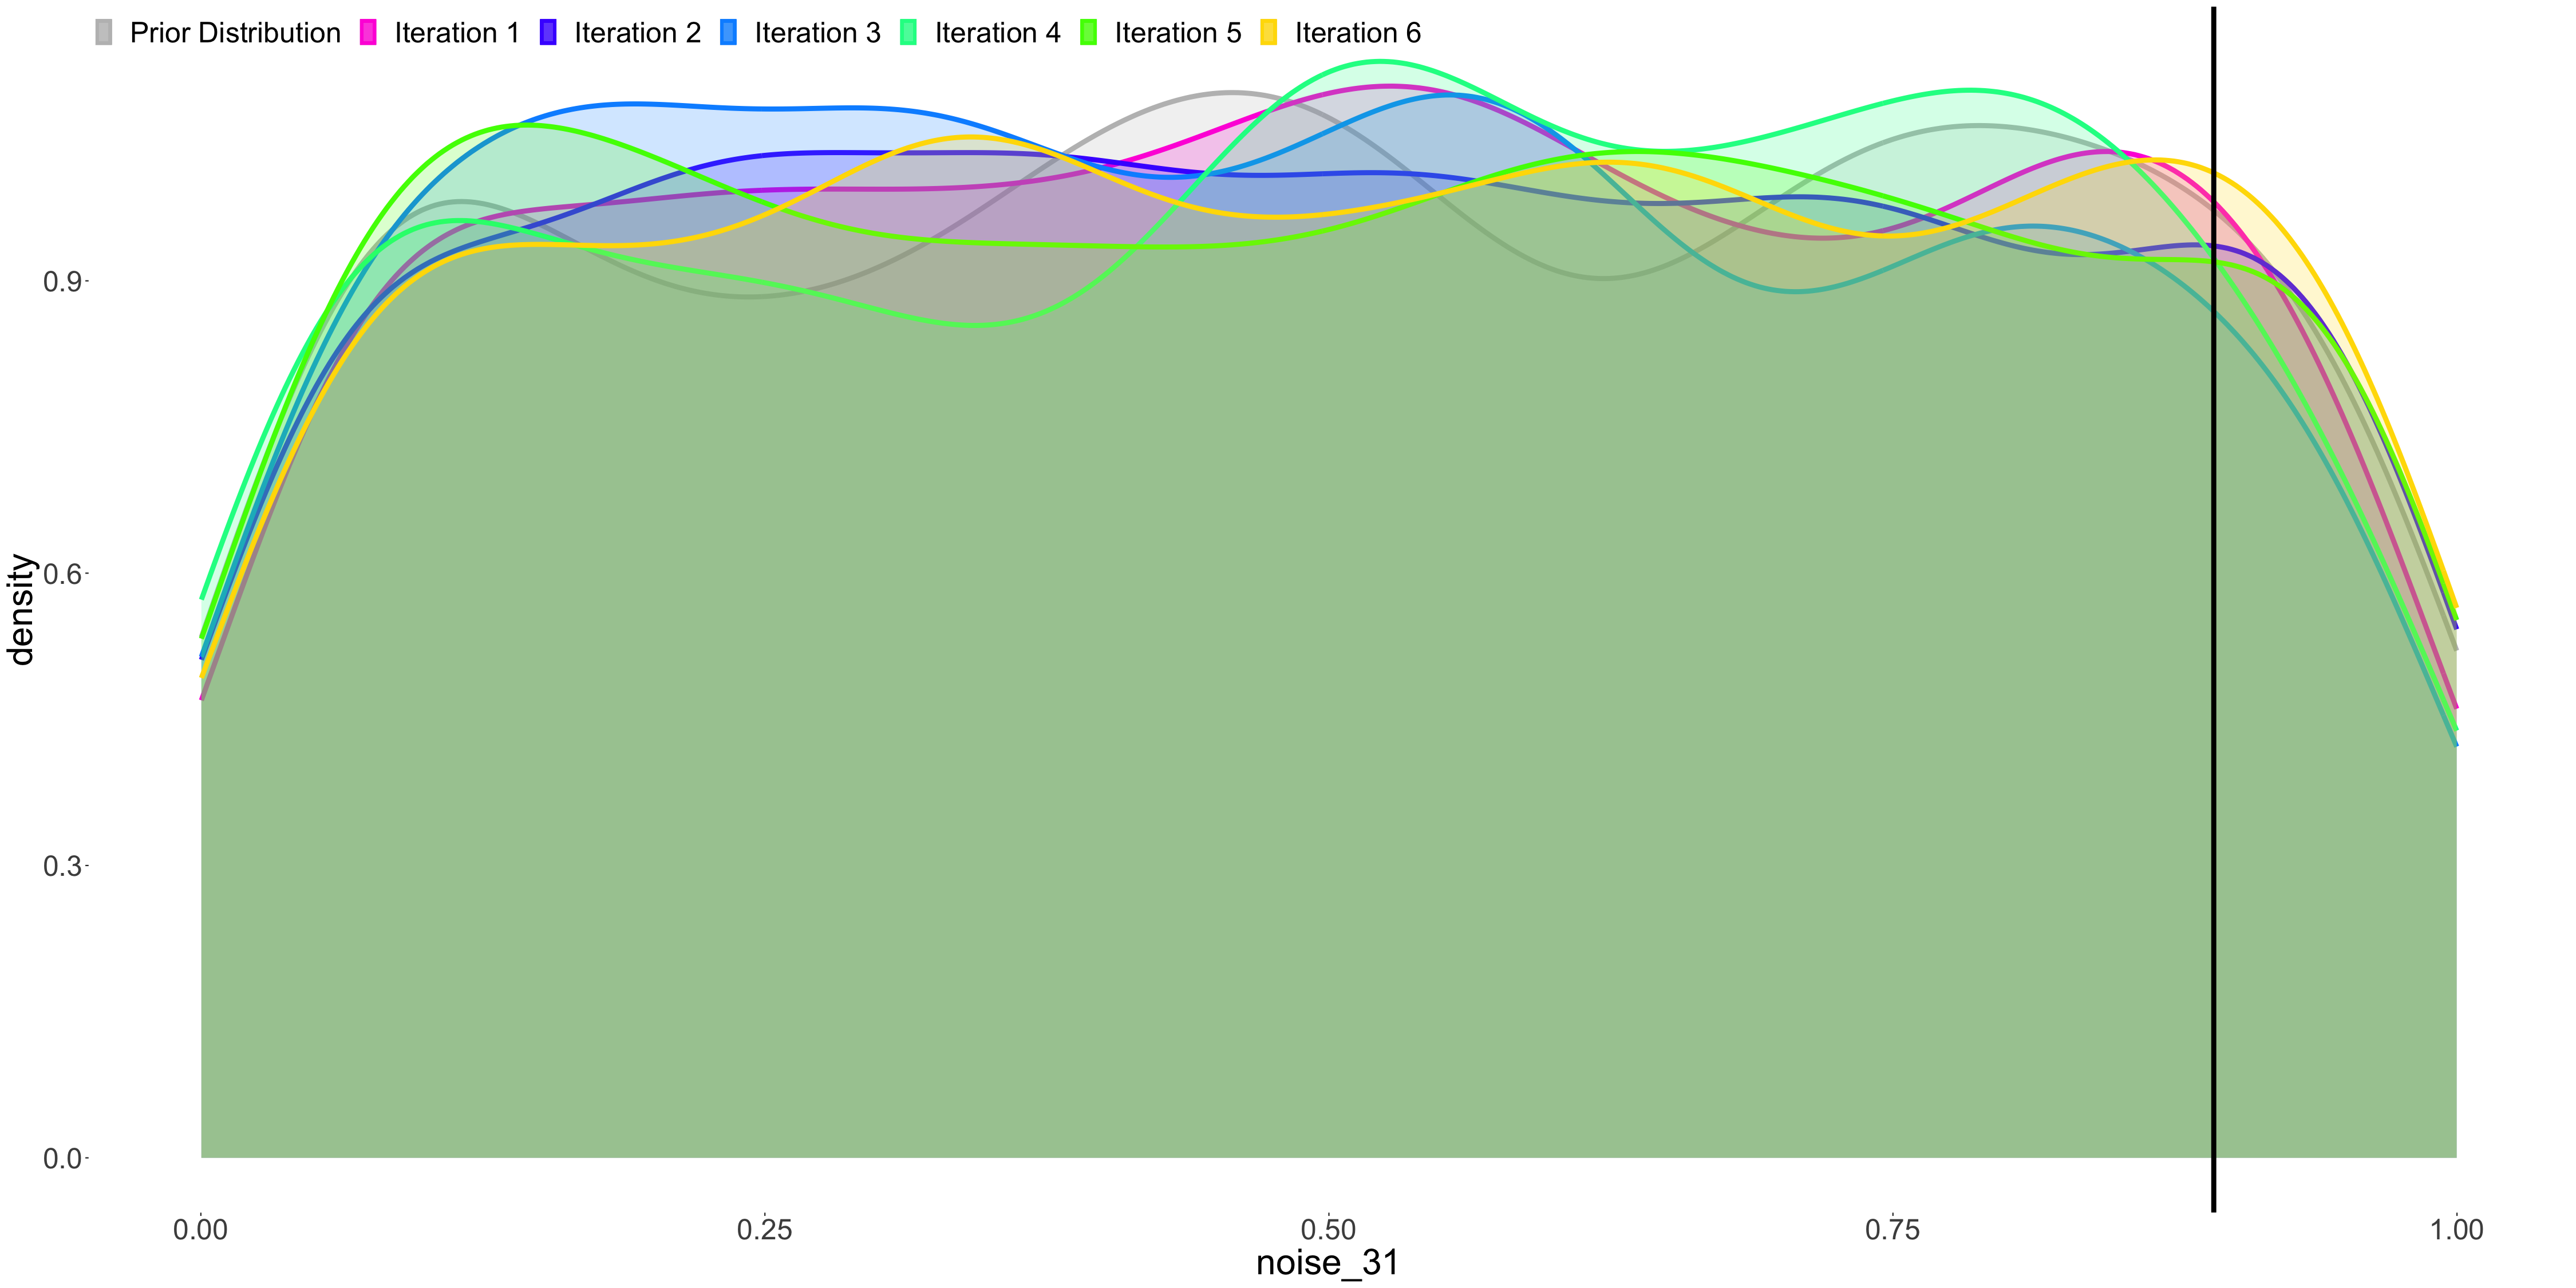 Prior Distribution Iteration 1 Iteration 2 Iteration 3 Iteration 4 Iteration 5 Iteration 6
density
0.9
0.6
0.3
0.0
0.00 0.25 0.50 0.75 1.00
noise_31